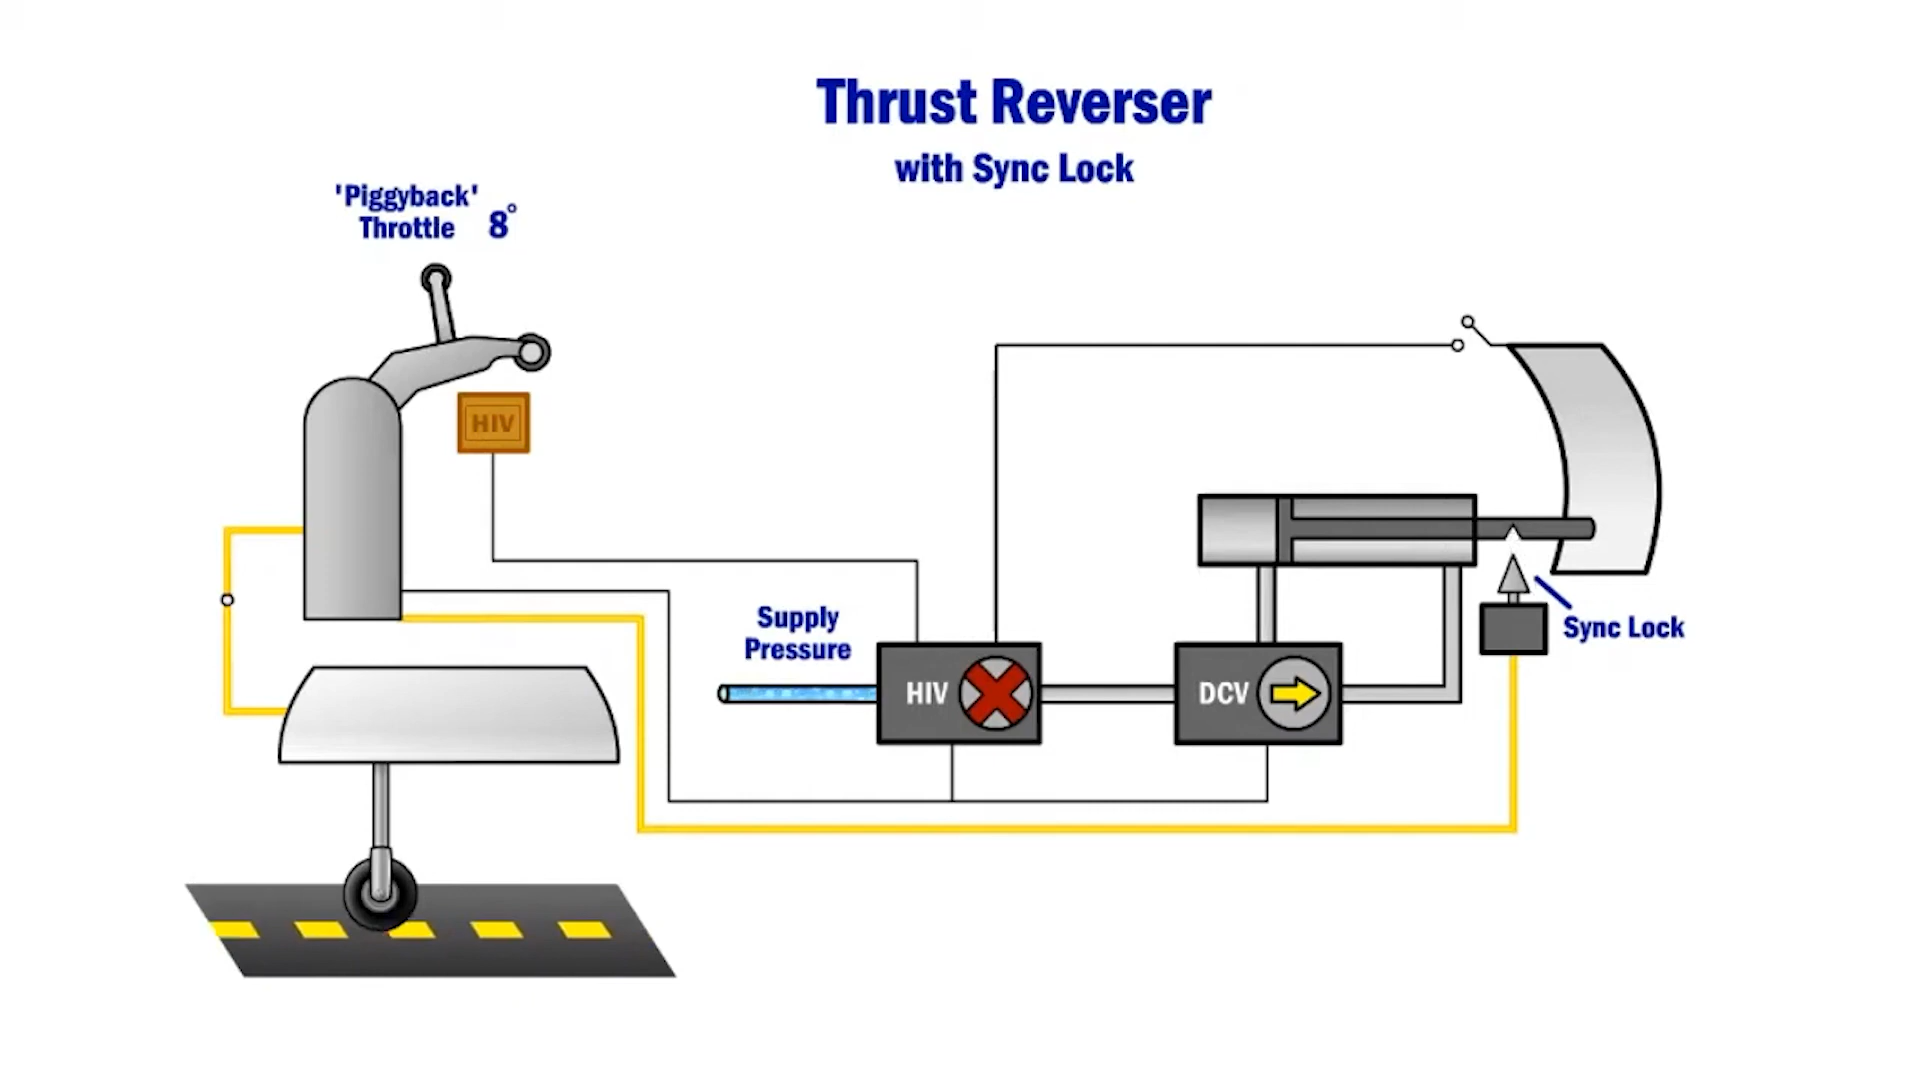 Thrust Reverser
with Sync Lock
'Piggyback'
Throttle 8°
HIV
Supply
Pressure
HIV
DCV
Sync Lock